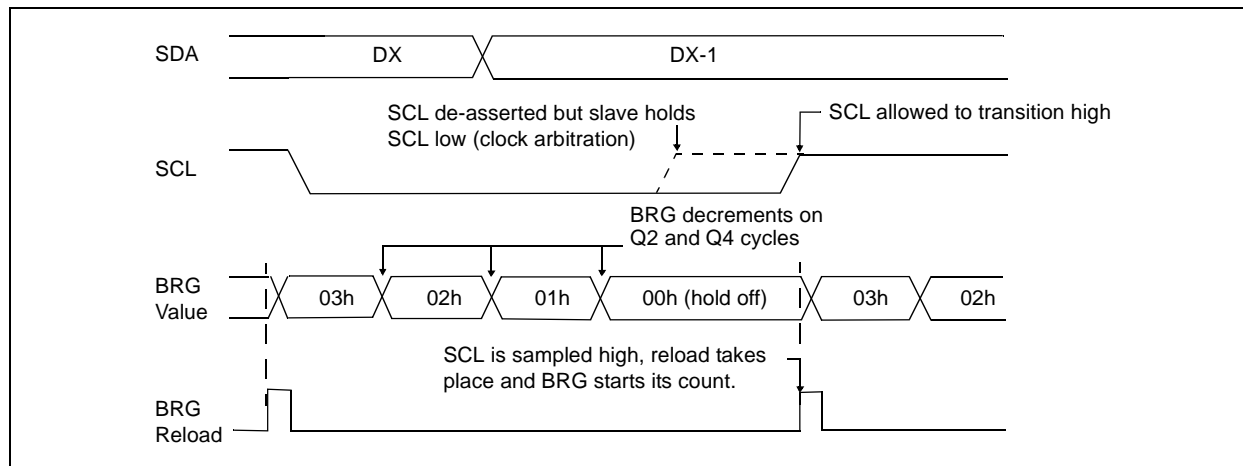 SDA
DX
DX-1
SCL de-asserted but slave holds
SCL low (clock arbitration)
SCL allowed to transition high
SCL
BRG decrements on
Q2 and Q4 cycles
BRG
Value
03h
02h
01h
00h (hold off)
03h
02h
SCL is sampled high, reload takes
place and BRG starts its count.
BRG
Reload